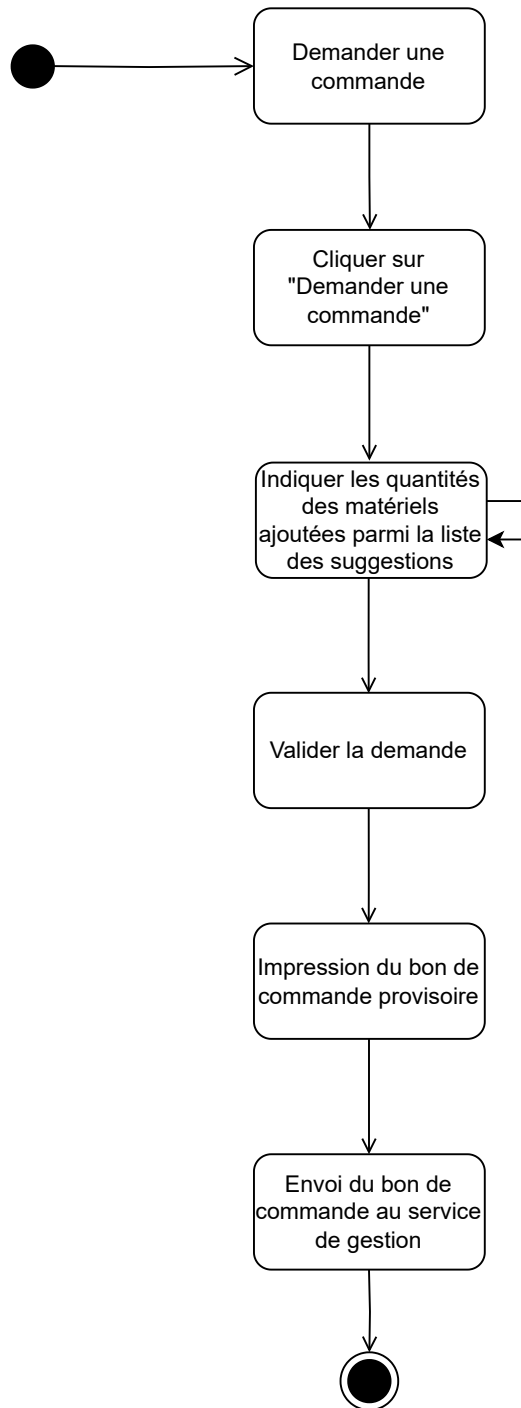 Demander une
commande
Cliquer sur
"Demander une
commande"
Indiquer les quantités
des matériels
ajoutées parmi la liste
des suggestions
Valider la demande
Impression du bon de
commande provisoire
Envoi du bon de
commande au service
de gestion